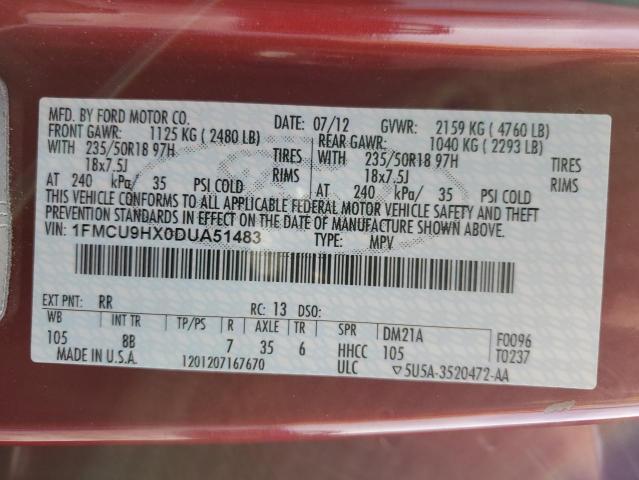 MFD. BY FORD MOTOR CO.
DATE: 07/12 GVWR: 2159 KG ( 4760 LB)
FRONT GAWR: 1125 KG ( 2480 LB) REAR GAWR: 1040 KG ( 2293 LB)
WITH 235/50R18 97H TIRES WITH 235/50R18 97H TIRES
18x7.5J RIMS 18x7.5J RIMS
AT 240 kPa/ 35 PSI COLD AT 240 kPa/ 35 PSI COLD
THIS VEHICLE CONFORMS TO ALL APPLICABLE FEDERAL MOTOR VEHICLE SAFETY AND THEFT
PREVENTION STANDARDS IN EFFECT ON THE DATE OF MANUFACTURE SHOWN ABOVE.
VIN: 1FMCU9HX0DUA51483 TYPE: MPV
EXT PNT: RR RC: 13 DSO:
WB INT TR TP/PS R AXLE TR SPR DM21A F0096
105 8B 7 35 6 HHCC 105 T0237
MADE IN U.S.A. 1201207167670 ULC ▽5U5A-3520472-AA